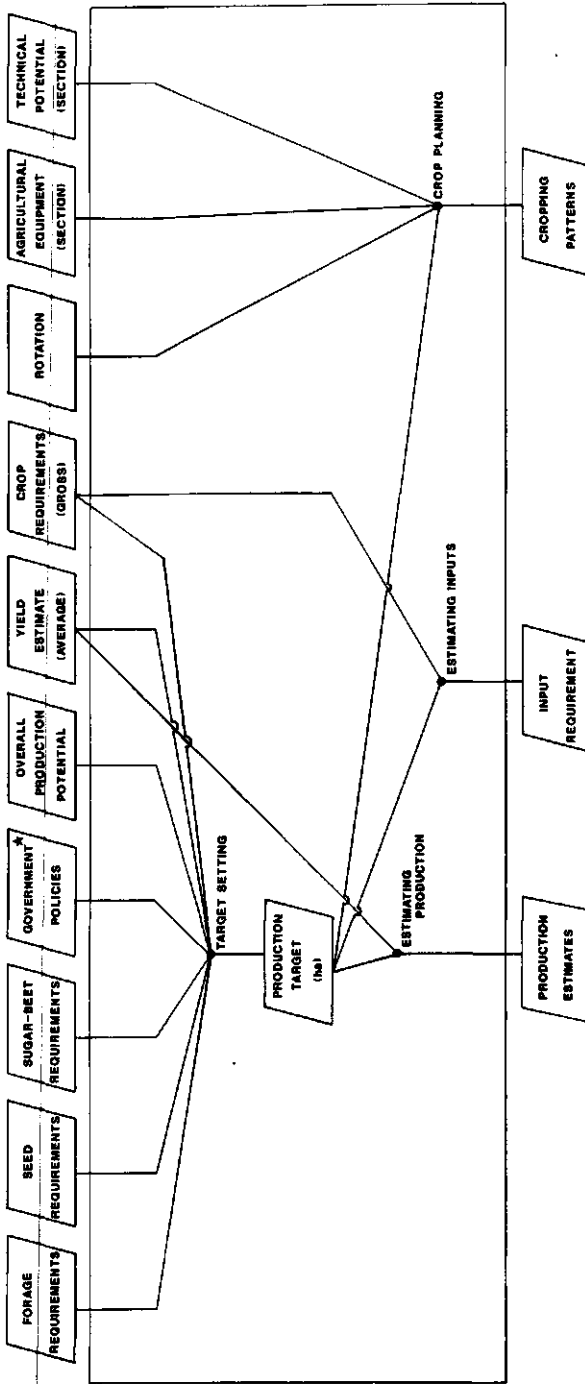 FORAGE
REQUIREMENTS
SEED
REQUIREMENTS
SUGAR-BEET
REQUIREMENTS
GOVERNMENT★
POLICIES
OVERALL
PRODUCTION
POTENTIAL
YIELD
ESTIMATE
(AVERAGE)
CROP
REQUIREMENTS
(QROBS)
ROTATION
AGRICULTURAL
EQUIPMENT
(SECTION)
TECHNICAL
POTENTIAL
(SECTION)
TARGET SETTING
PRODUCTION
TARGET
(ha)
ESTIMATING
PRODUCTION
ESTIMATING INPUTS
CROP PLANNING
PRODUCTION
ESTIMATES
INPUT
REQUIREMENT
CROPPING
PATTERNS